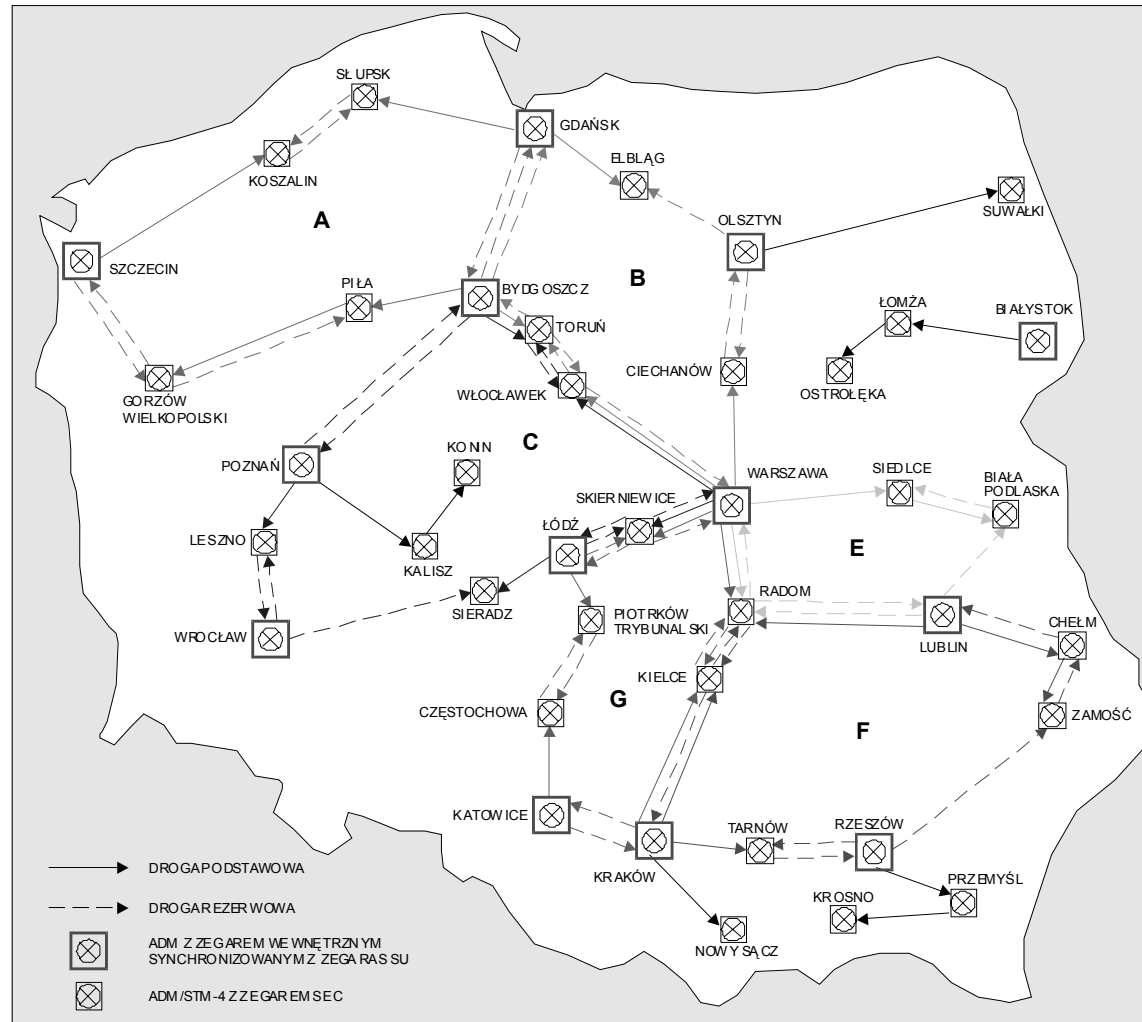 SŁUPSK
GDAŃSK
KOSZALIN
ELBLĄG
A
OLSZTYN
SUWAŁKI
SZCZECIN
PIŁA
BYDGOSZCZ
B
TORUŃ
ŁOMŻA
BIAŁYSTOK
CIECHANÓW
OSTROŁĘKA
GORZÓW
WIELKOPOLSKI
WŁOCŁAWEK
C
POZNAŃ
KONIN
WARSZAWA
SIEDLCE
BIAŁA
PODLASKA
SKIERNIEWICE
ŁÓDŹ
LESZNO
KALISZ
SIERADZ
E
RADOM
PIOTRKÓW
TRYBUNALSKI
WROCŁAW
LUBLIN
CHEŁM
KIELCE
G
CZĘSTOCHOWA
ZAMOŚĆ
F
KATOWICE
KRAKÓW
TARNÓW
RZESZÓW
PRZEMYŚL
KROSNO
NOWY SĄCZ
DROGA PODSTAWOWA
DROGA REZERWOWA
ADM Z ZEGAREM WEWNĘTRZNYM
SYNCHRONIZOWANYM Z ZEGARA SSU
ADM/STM-4 Z ZEGAREM SEC